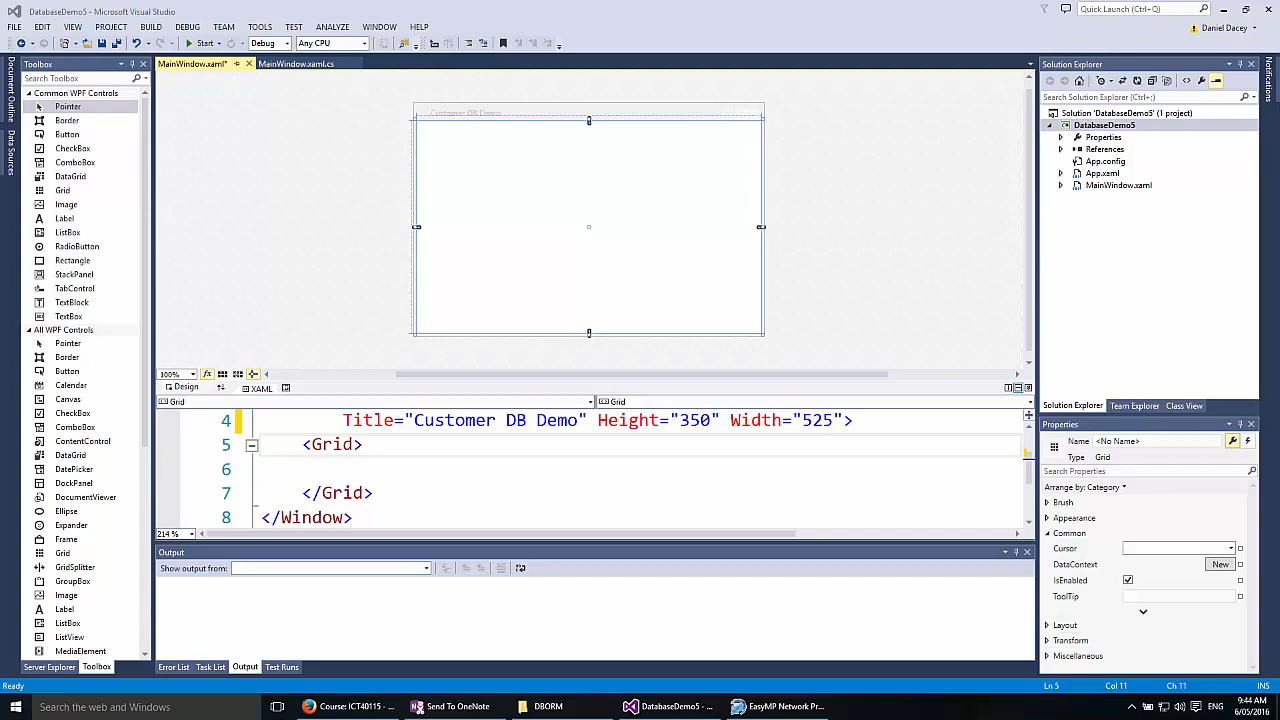 DatabaseDemo5 - Microsoft Visual Studio
Quick Launch (Ctrl+Q)
FILE EDIT VIEW PROJECT BUILD DEBUG TEAM TOOLS TEST ANALYZE WINDOW HELP
Daniel Dacey
Start Debug Any CPU
Document Outline
Data Sources
Toolbox
Search Toolbox
Common WPF Controls
Pointer
Border
Button
CheckBox
ComboBox
DataGrid
Grid
Image
Label
ListBox
RadioButton
Rectangle
StackPanel
TabControl
TextBlock
TextBox
All WPF Controls
Pointer
Border
Button
Calendar
Canvas
CheckBox
ComboBox
ContentControl
DataGrid
DatePicker
DockPanel
DocumentViewer
Ellipse
Expander
Frame
Grid
GridSplitter
GroupBox
Image
Label
ListBox
ListView
MediaElement
Server Explorer Toolbox
MainWindow.xaml* MainWindow.xaml.cs
Customer DB Demo
100% fx
Design XAML
Grid Grid
4 Title="Customer DB Demo" Height="350" Width="525">
5 <Grid>
6
7 </Grid>
8 </Window>
214 %
Output
Show output from:
Error List Task List Output Test Runs
Solution Explorer
Search Solution Explorer (Ctrl+;)
Solution 'DatabaseDemo5' (1 project)
DatabaseDemo5
Properties
References
App.config
App.xaml
MainWindow.xaml
Solution Explorer Team Explorer Class View
Notifications
Properties
Name <No Name>
Type Grid
Search Properties
Arrange by: Category
Brush
Appearance
Common
Cursor
DataContext New
IsEnabled
ToolTip
Layout
Transform
Miscellaneous
Ready Ln 5 Col 11 Ch 11 INS
Search the web and Windows
Course: ICT40115 - ...
Send To OneNote
DBORM
DatabaseDemo5 - ...
EasyMP Network Pr...
ENG
9:44 AM
6/05/2016